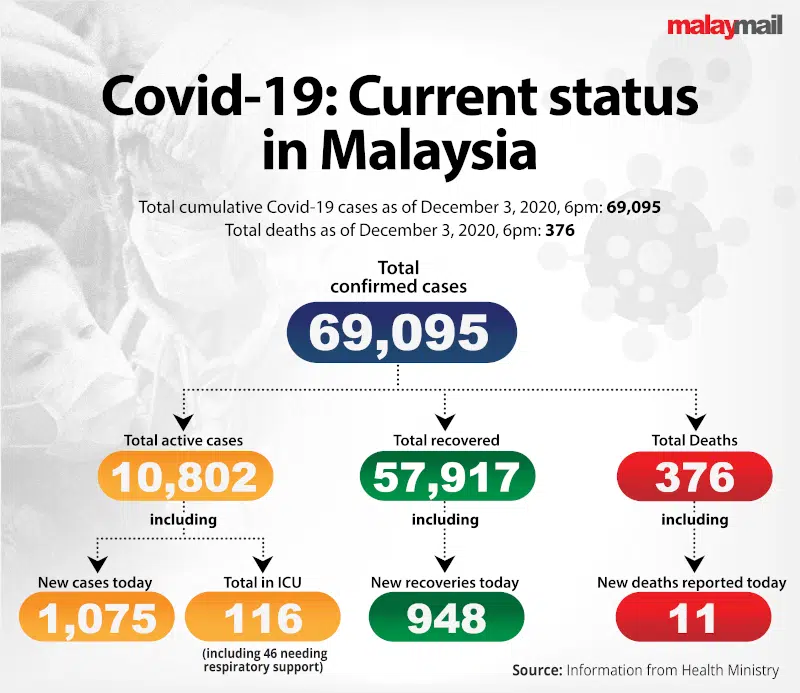 malaymail
Covid-19: Current status
in Malaysia
Total cumulative Covid-19 cases as of December 3, 2020, 6pm: 69,095
Total deaths as of December 3, 2020, 6pm: 376
Total
confirmed cases
69,095
Total active cases
10,802
including
New cases today
1,075
Total in ICU
116
(including 46 needing
respiratory support)
Total recovered
57,917
including
New recoveries today
948
Total Deaths
376
including
New deaths reported today
11
Source: Information from Health Ministry